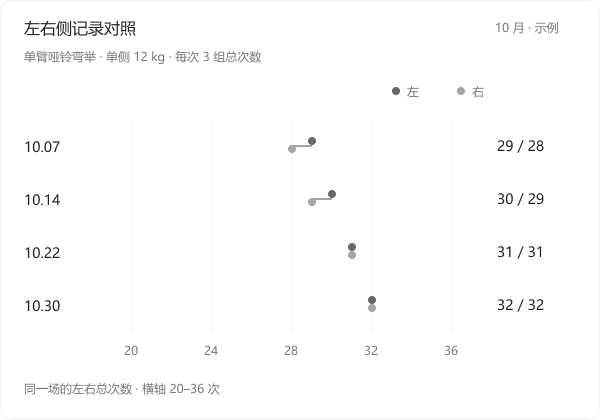 左右侧记录对照
10 月 · 示例
单臂哑铃弯举 · 单侧 12 kg · 每次 3 组总次数
左 右
10.07 29 / 28
10.14 30 / 29
10.22 31 / 31
10.30 32 / 32
20 24 28 32 36
同一场的左右总次数 · 横轴 20–36 次